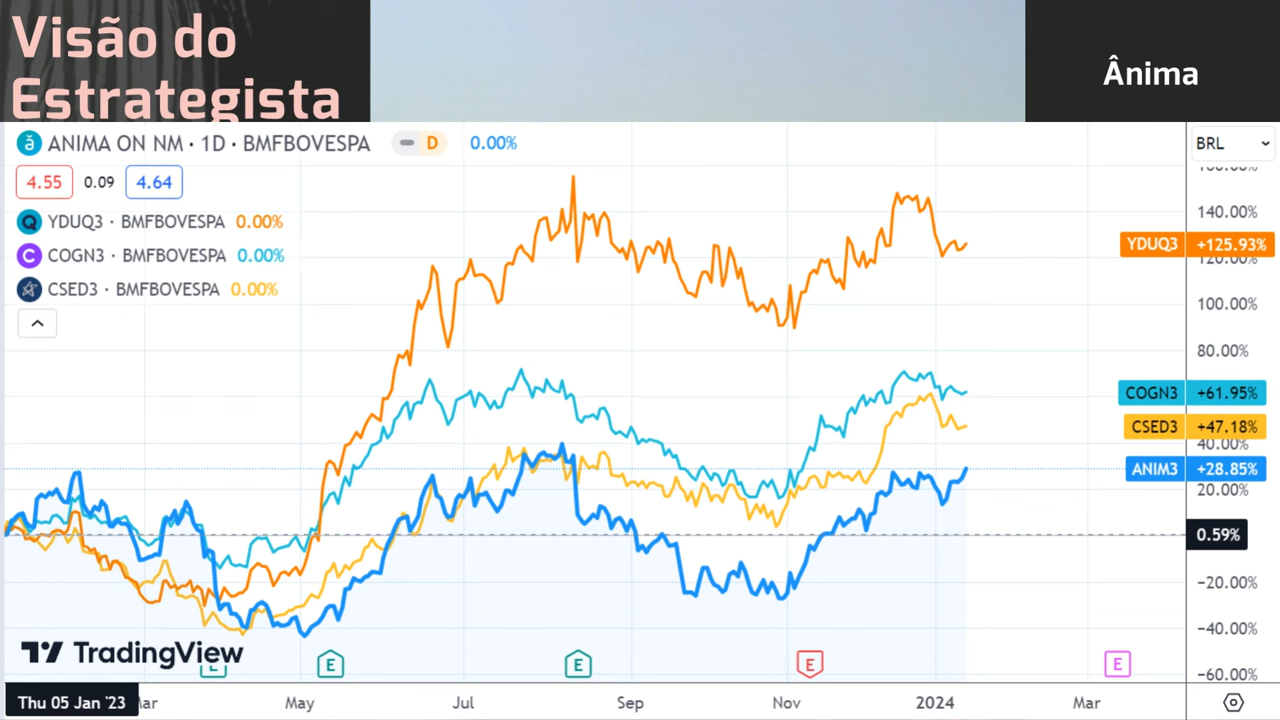 Visão do
Estrategista
Ânima
ANIMA ON NM · 1D · BMFBOVESPA
D
0.00%
BRL
4.55
0.09
4.64
YDUQ3 · BMFBOVESPA 0.00%
COGN3 · BMFBOVESPA 0.00%
CSED3 · BMFBOVESPA 0.00%
140.00%
YDUQ3 +125.93%
120.00%
100.00%
80.00%
COGN3 +61.95%
CSED3 +47.18%
40.00%
ANIM3 +28.85%
20.00%
0.59%
−20.00%
−40.00%
−60.00%
TradingView
E
E
E
E
E
Thu 05 Jan '23
Mar
May
Jul
Sep
Nov
2024
Mar